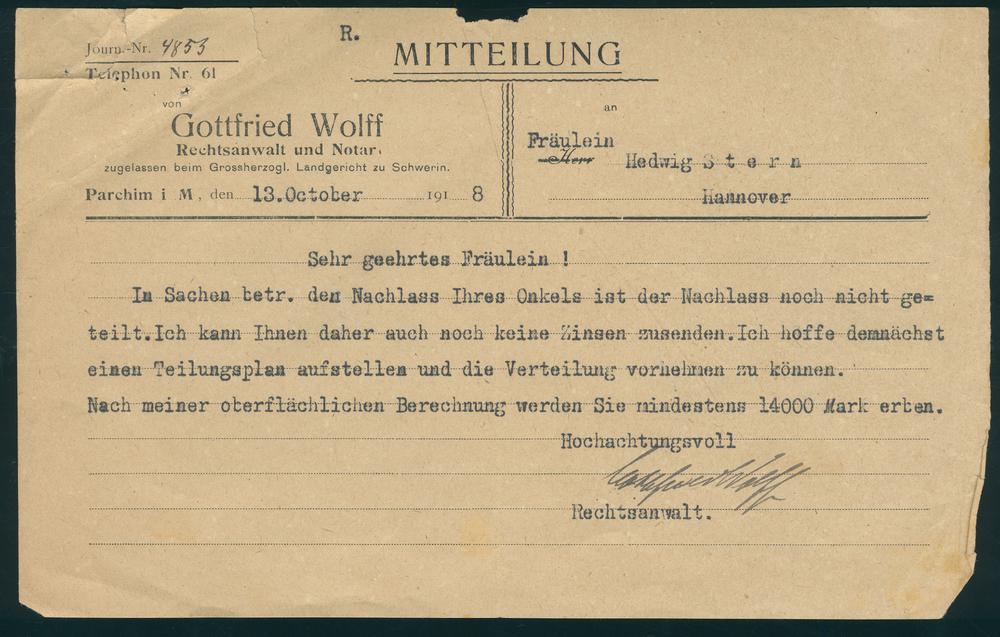 Journ.-Nr. 4853
R.
MITTEILUNG
Telephon Nr. 61
von
an
Gottfried Wolff
Rechtsanwalt und Notar,
zugelassen beim Grossherzogl. Landgericht zu Schwerin.
Fräulein
Herr
Hedwig Stern
Parchim i M, den 13.October 1918
Hannover
Sehr geehrtes Fräulein !
In Sachen betr. den Nachlass Ihres Onkels ist der Nachlass noch nicht ge=
teilt.Ich kann Ihnen daher auch noch keine Zinsen zusenden.Ich hoffe demnächst
einen Teilungsplan aufstellen und die Verteilung vornehmen zu können.
Nach meiner oberflächlichen Berechnung werden Sie mindestens 14000 Mark erben.
Hochachtungsvoll
Gottfried Wolff
Rechtsanwalt.